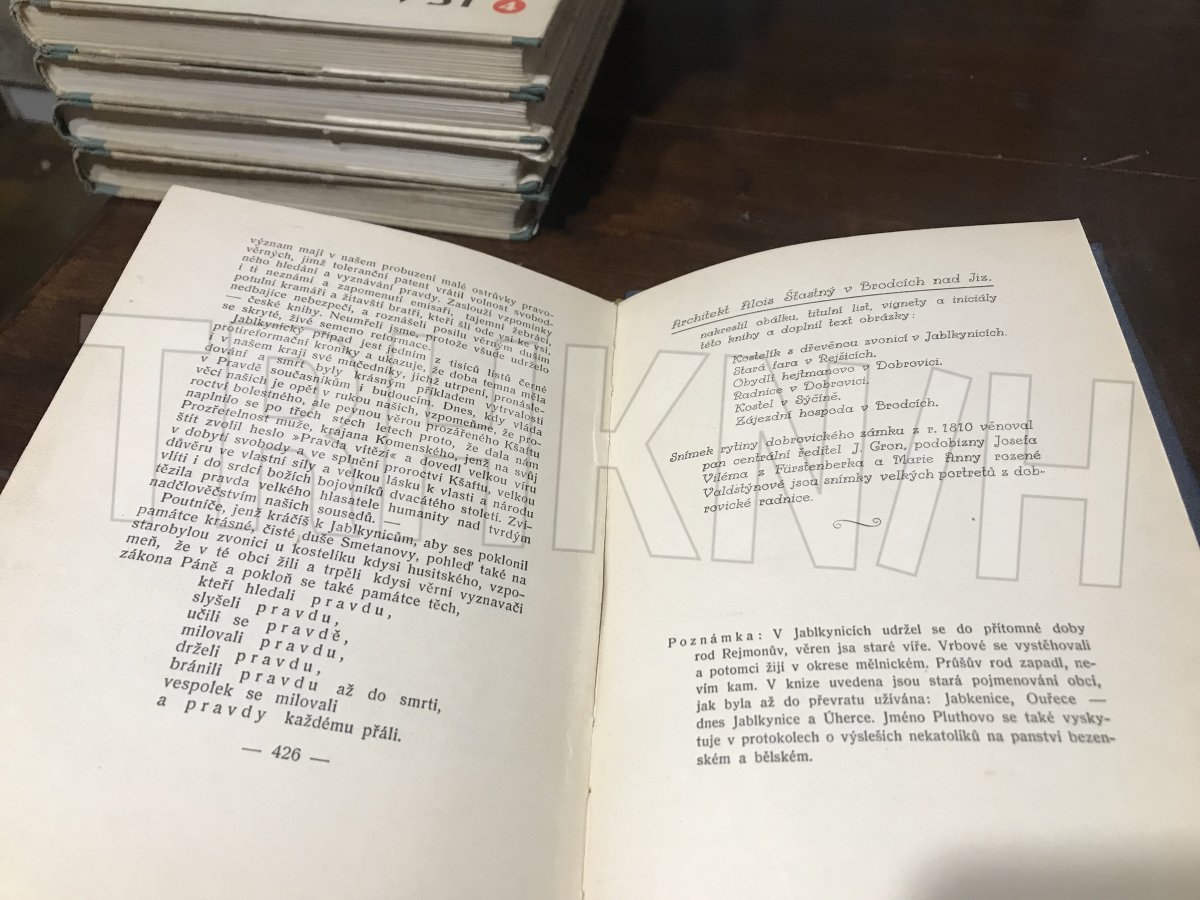 4
význam mají v našem probuzení malé ostrůvky pravo-
věrných, jimž toleranční patent vrátil volnost svobod-
ného hledání a vyznávání pravdy. Zaslouží vzpomínky
i ti neznámí a zapomenutí emisaři, tajemní žebráci,
potulní kramáři a žitavští bratři, kteří šli ode vsi ke vsi,
nedbajíce nebezpečí, a roznášeli posilu věrným duším
— české knihy. Neumřeli jsme, protože všude udrželo
se skryté, živé semeno reformace.
Jablkynický případ jest jedním z tisíců listů černé
protireformační kroniky a ukazuje, že doba temna měla
i v našem kraji své mučedníky, jichž utrpení, pronásle-
dování a smrt byly krásným příkladem vytrvalosti
v Pravdě současníkům i budoucím. Dnes, kdy vláda
věcí našich je opět v rukou našich, vzpomeňme, že pro-
roctví bolestného, ale pevnou věrou prozářeného Kšaftu
naplnilo se po třech stech letech proto, že dala nám
Prozřetelnost muže, krajana Komenského, jenž na svůj
štít zvolil heslo »Pravda vítězí« a dovedl velkou víru
v dobytí svobody a ve splnění proroctví Kšaftu, velkou
důvěru ve vlastní síly a velkou lásku k vlasti a národu
vlíti i do srdcí božích bojovníků dvacátého století. Zví-
tězila pravda velkého hlasatele humanity nad tvrdým
nadčlověčstvím našich sousedů. —
Poutníče, jenž kráčíš k Jablkynicům, aby ses poklonil
památce krásné, čisté duše Smetanovy, pohleď také na
starobylou zvonici u kostelíku kdysi husitského, vzpo-
meň, že v té obci žili a trpěli kdysi věrní vyznavači
zákona Páně a pokloň se také památce těch,
kteří hledali pravdu,
slyšeli pravdu,
učili se pravdě,
milovali pravdu,
drželi pravdu,
bránili pravdu až do smrti,
vespolek se milovali
a pravdy každému přáli.
— 426 —
Architekt Alois Šťastný v Brodcích nad Jiz.
nakreslil obálku, titulní list, vignety a iniciály
této knihy a doplnil text obrázky:
Kostelík s dřevěnou zvonicí v Jablkynicích.
Stará fara v Rejšicích.
Obydlí hejtmanovo v Dobrovici.
Radnice v Dobrovici.
Kostel v Sýčině.
Zájezdní hospoda v Brodcích.
Snímek rytiny dobrovického zámku z r. 1810 věnoval
pan centrální ředitel J. Gron, podobizny Josefa
Viléma z Fürstenberka a Marie Anny rozené
Valdštýnové jsou snímky velkých portretů z dob-
rovické radnice.
Poznámka: V Jablkynicích udržel se do přítomné doby
rod Rejmonův, věren jsa staré víře. Vrbové se vystěhovali
a potomci žijí v okrese mělnickém. Průšův rod zapadl, ne-
vím kam. V knize uvedena jsou stará pojmenování obcí,
jak byla až do převratu užívána: Jabkenice, Ouřece —
dnes Jablkynice a Úherce. Jméno Pluthovo se také vysky-
tuje v protokolech o výsleších nekatolíků na panství bezen-
ském a bělském.